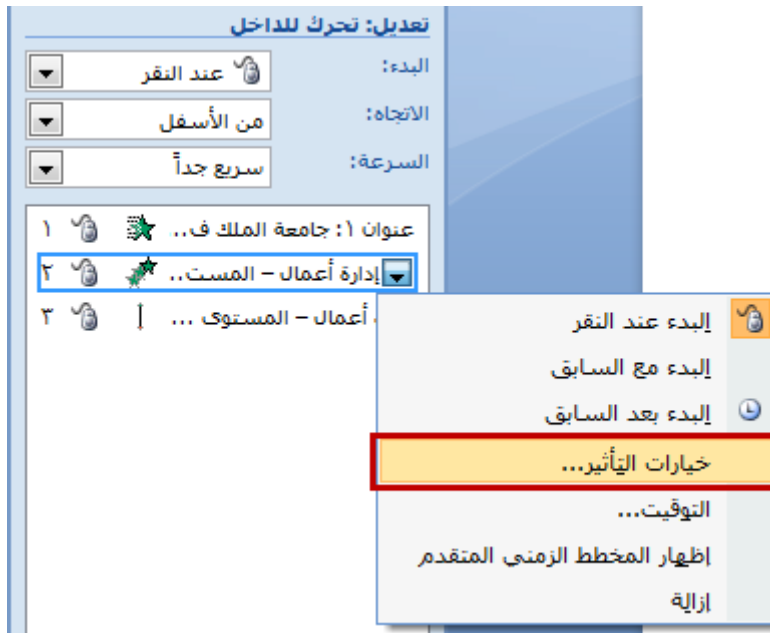 تعديل: تحرك للداخل
البدء: عند النقر
الاتجاه: من الأسفل
السرعة: سريع جداً
عنوان ١: جامعة الملك ف.. ١
إدارة أعمال – المست.. ٢
أعمال – المستوى ... ٣
البدء عند النقر
البدء مع السابق
البدء بعد السابق
خيارات التأثير...
التوقيت...
إظهار المخطط الزمني المتقدم
إزالة